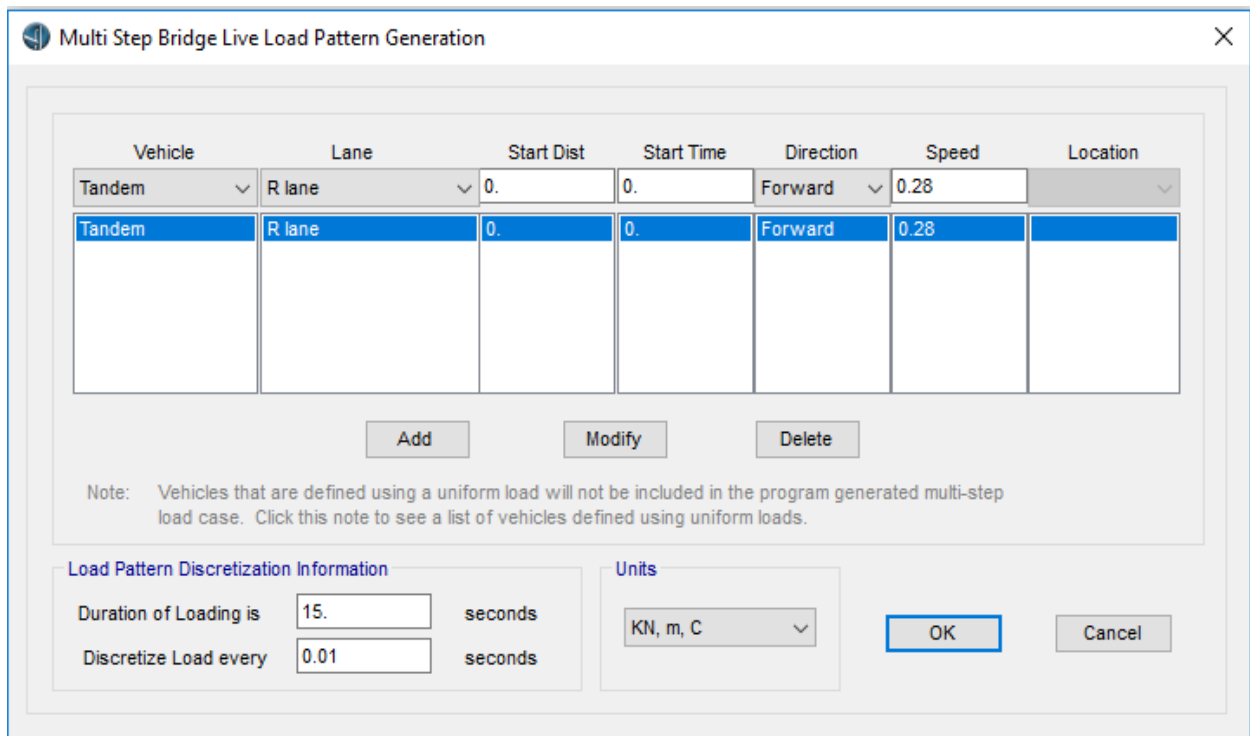 Multi Step Bridge Live Load Pattern Generation
Vehicle Lane Start Dist Start Time Direction Speed Location
Tandem R lane 0. 0. Forward 0.28
Tandem R lane 0. 0. Forward 0.28
Add Modify Delete
Note: Vehicles that are defined using a uniform load will not be included in the program generated multi-step
load case. Click this note to see a list of vehicles defined using uniform loads.
Load Pattern Discretization Information
Duration of Loading is 15. seconds
Discretize Load every 0.01 seconds
Units
KN, m, C
OK Cancel